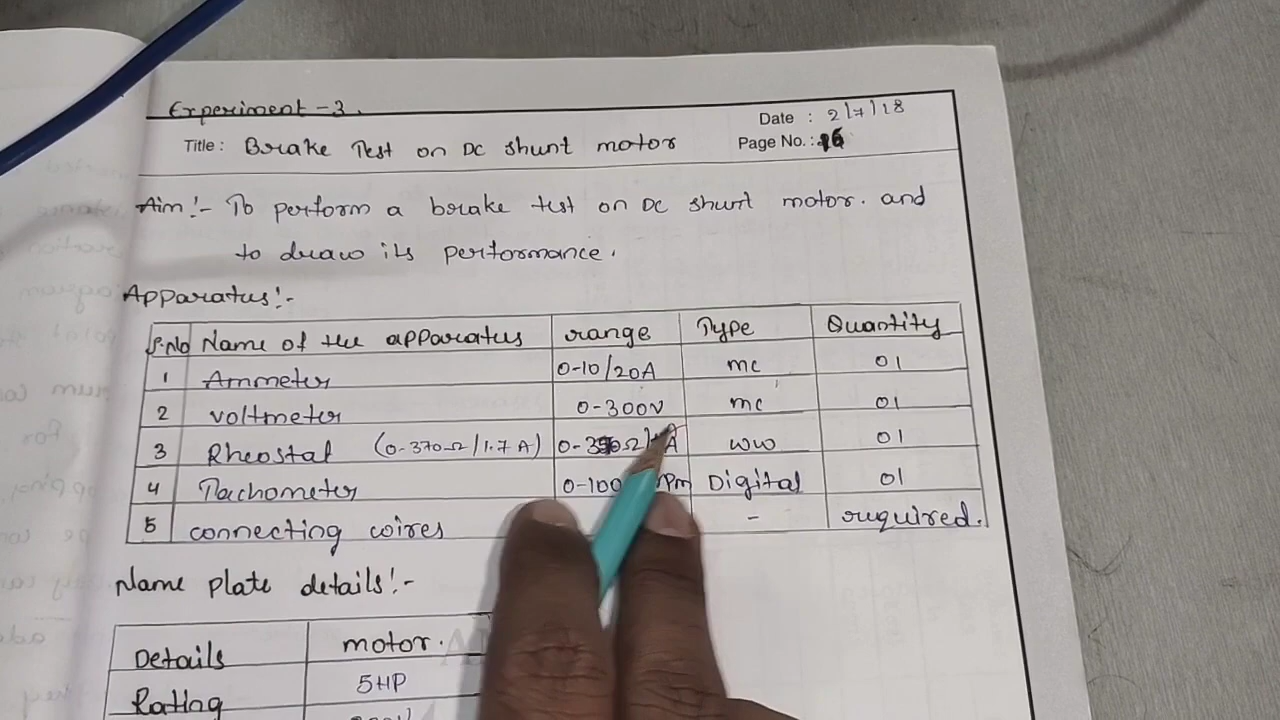 Experiment - 3.
Date : 2/7/18
Title : Brake Test on DC shunt motor
Page No. : 16
Aim :- To perform a brake test on DC shunt motor. and
to draw its performance.
Apparatus :-
S.No Name of the apparatus range Type Quantity
1 Ammeter 0-10/20A mc 01
2 voltmeter 0-300V mc 01
3 Rheostat (0-370Ω/1.7A) ww 01
4 Tachometer Digital 01
5 connecting wires - required.
Name plate details :-
Details motor.
Rating 5HP